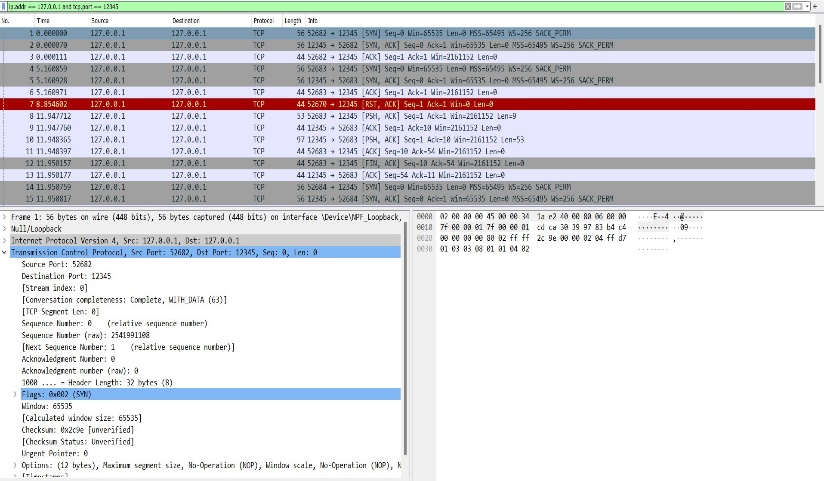 ip.addr == 127.0.0.1 and tcp.port == 12345
No. Time Source Destination Protocol Length Info
1 0.000000 127.0.0.1 127.0.0.1 TCP 56 52682 → 12345 [SYN] Seq=0 Win=65535 Len=0 MSS=65495 WS=256 SACK_PERM
2 0.000070 127.0.0.1 127.0.0.1 TCP 56 12345 → 52682 [SYN, ACK] Seq=0 Ack=1 Win=65535 Len=0 MSS=65495 WS=256 SACK_PERM
3 0.000111 127.0.0.1 127.0.0.1 TCP 44 52682 → 12345 [ACK] Seq=1 Ack=1 Win=2161152 Len=0
4 5.160859 127.0.0.1 127.0.0.1 TCP 56 52683 → 12345 [SYN] Seq=0 Win=65535 Len=0 MSS=65495 WS=256 SACK_PERM
5 5.160928 127.0.0.1 127.0.0.1 TCP 56 12345 → 52683 [SYN, ACK] Seq=0 Ack=1 Win=65535 Len=0 MSS=65495 WS=256 SACK_PERM
6 5.160971 127.0.0.1 127.0.0.1 TCP 44 52683 → 12345 [ACK] Seq=1 Ack=1 Win=2161152 Len=0
7 8.854602 127.0.0.1 127.0.0.1 TCP 44 52670 → 12345 [RST, ACK] Seq=1 Ack=1 Win=0 Len=0
8 11.947712 127.0.0.1 127.0.0.1 TCP 53 52683 → 12345 [PSH, ACK] Seq=1 Ack=1 Win=2161152 Len=9
9 11.947760 127.0.0.1 127.0.0.1 TCP 44 12345 → 52683 [ACK] Seq=1 Ack=10 Win=2161152 Len=0
10 11.948365 127.0.0.1 127.0.0.1 TCP 97 12345 → 52683 [PSH, ACK] Seq=1 Ack=10 Win=2161152 Len=53
11 11.948397 127.0.0.1 127.0.0.1 TCP 44 52683 → 12345 [ACK] Seq=10 Ack=54 Win=2161152 Len=0
12 11.950157 127.0.0.1 127.0.0.1 TCP 44 52683 → 12345 [FIN, ACK] Seq=10 Ack=54 Win=2161152 Len=0
13 11.950177 127.0.0.1 127.0.0.1 TCP 44 12345 → 52683 [ACK] Seq=54 Ack=11 Win=2161152 Len=0
14 11.950759 127.0.0.1 127.0.0.1 TCP 56 52684 → 12345 [SYN] Seq=0 Win=65535 Len=0 MSS=65495 WS=256 SACK_PERM
15 11.950817 127.0.0.1 127.0.0.1 TCP 56 12345 → 52684 [SYN, ACK] Seq=0 Ack=1 Win=65535 Len=0 MSS=65495 WS=256 SACK_PERM
Frame 1: 56 bytes on wire (448 bits), 56 bytes captured (448 bits) on interface \Device\NPF_Loopback,
Null/Loopback
Internet Protocol Version 4, Src: 127.0.0.1, Dst: 127.0.0.1
Transmission Control Protocol, Src Port: 52682, Dst Port: 12345, Seq: 0, Len: 0
Source Port: 52682
Destination Port: 12345
[Stream index: 0]
[Conversation completeness: Complete, WITH_DATA (63)]
[TCP Segment Len: 0]
Sequence Number: 0 (relative sequence number)
Sequence Number (raw): 2541991108
[Next Sequence Number: 1 (relative sequence number)]
Acknowledgment Number: 0
Acknowledgment number (raw): 0
1000 .... = Header Length: 32 bytes (8)
Flags: 0x002 (SYN)
Window: 65535
[Calculated window size: 65535]
Checksum: 0x2c9e [unverified]
[Checksum Status: Unverified]
Urgent Pointer: 0
Options: (12 bytes), Maximum segment size, No-Operation (NOP), Window scale, No-Operation (NOP), N
[Timestamps]
0000 02 00 00 00 45 00 00 34 1a e2 40 00 80 06 00 00 ····E··4 ··@·····
0010 7f 00 00 01 7f 00 00 01 cd ca 30 39 97 83 b4 c4 ········ ··09····
0020 00 00 00 00 80 02 ff ff 2c 9e 00 00 02 04 ff d7 ········ ,·······
0030 01 03 03 08 01 01 04 02 ········